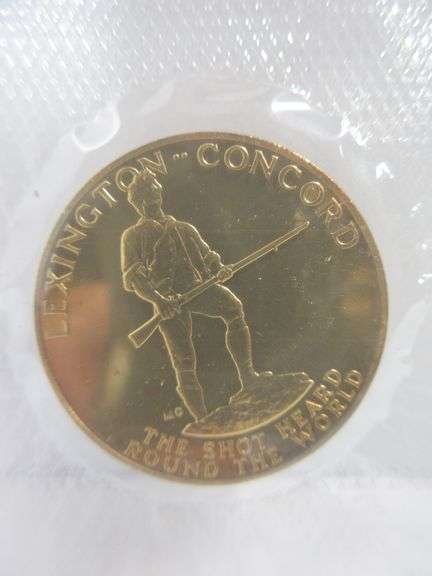 LEXINGTON - CONCORD
THE SHOT HEARD
ROUND THE WORLD